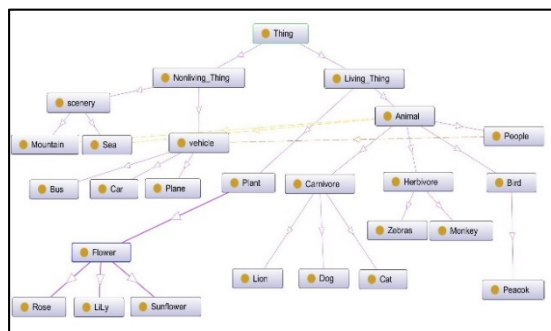 Thing
Nonliving_Thing
Living_Thing
scenery
Animal
Mountain
Sea
vehicle
People
Bus
Car
Plane
Plant
Carnivore
Herbivore
Bird
Zebras
Monkey
Flower
Lion
Dog
Cat
Peacok
Rose
LiLy
Sunflower